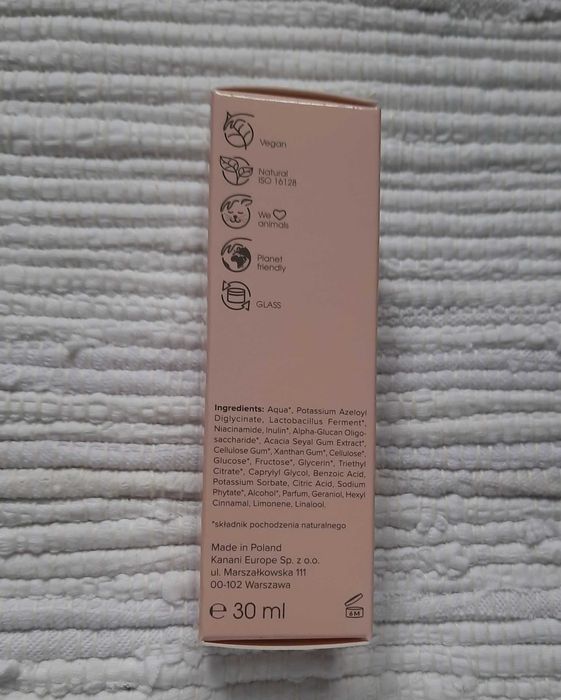 Vegan
Natural
ISO 16128
We
animals
Planet
friendly
GLASS
Ingredients: Aqua*, Potassium Azeloyl
Diglycinate, Lactobacillus Ferment*,
Niacinamide, Inulin*, Alpha-Glucan Oligo-
saccharide*, Acacia Seyal Gum Extract*,
Cellulose Gum*, Xanthan Gum*, Cellulose*,
Glucose*, Fructose*, Glycerin*, Triethyl
Citrate*, Caprylyl Glycol, Benzoic Acid,
Potassium Sorbate, Citric Acid, Sodium
Phytate*, Alcohol*, Parfum, Geraniol, Hexyl
Cinnamal, Limonene, Linalool.
*składnik pochodzenia naturalnego
Made in Poland
Kanani Europe Sp. z o.o.
ul. Marszałkowska 111
00-102 Warszawa
℮ 30 ml
6M